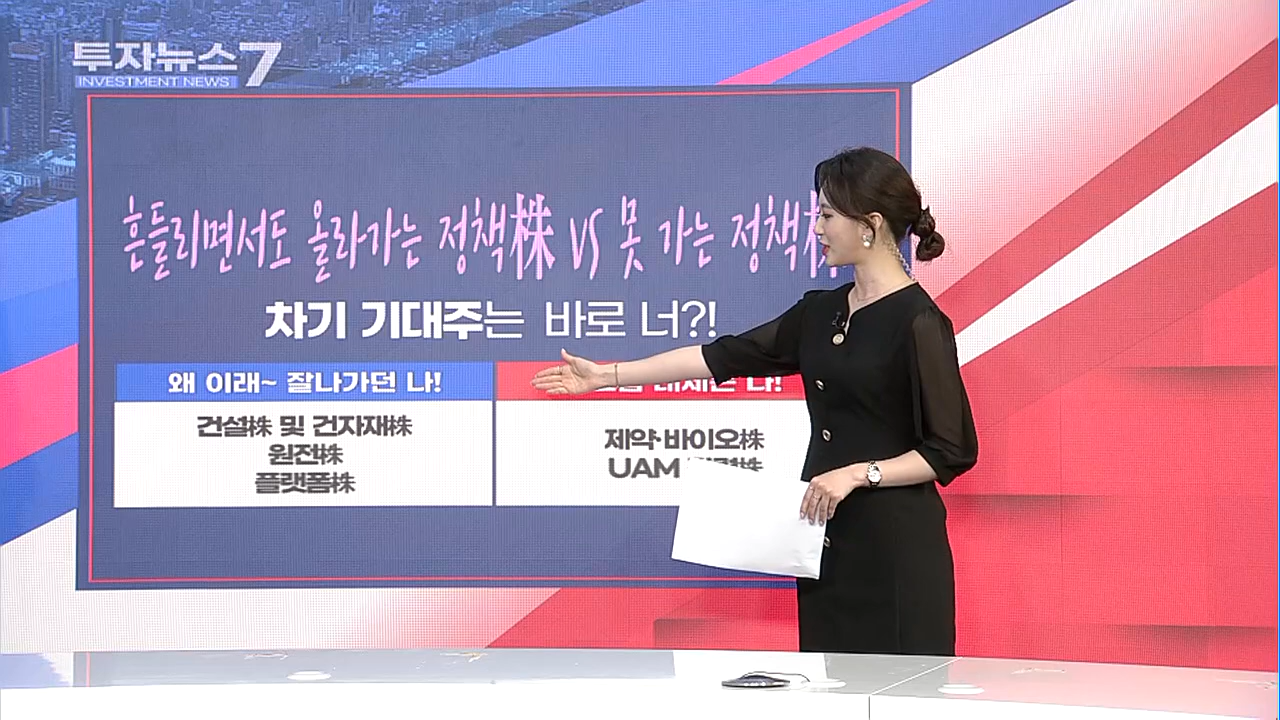 투자뉴스7
INVESTMENT NEWS
흔들리면서도 올라가는 정책株 VS 못 가는 정책
차기 기대주는 바로 너?!
왜 이래~ 잘나가던 나!
나!
건설株 및 건자재株
원전株
플랫폼株
제약·바이오株
UAM